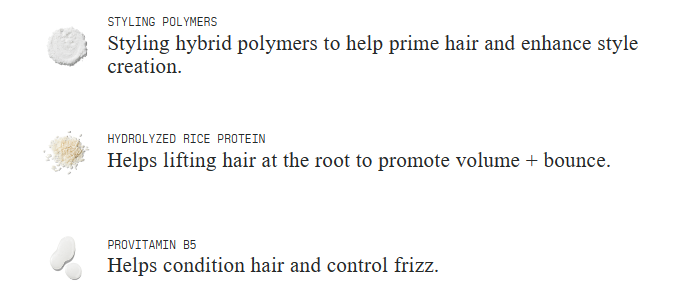 STYLING POLYMERS
Styling hybrid polymers to help prime hair and enhance style
creation.
HYDROLYZED RICE PROTEIN
Helps lifting hair at the root to promote volume + bounce.
PROVITAMIN B5
Helps condition hair and control frizz.